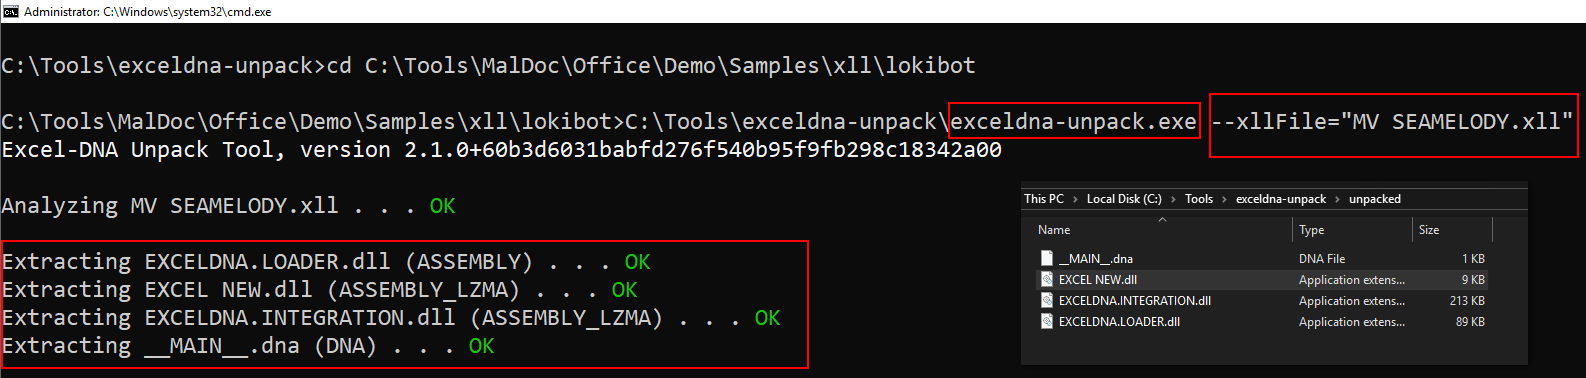 Administrator: C:\Windows\system32\cmd.exe
C:\Tools\exceldna-unpack>cd C:\Tools\MalDoc\Office\Demo\Samples\xll\lokibot
C:\Tools\MalDoc\Office\Demo\Samples\xll\lokibot>C:\Tools\exceldna-unpack\exceldna-unpack.exe --xllFile="MV SEAMELODY.xll"
Excel-DNA Unpack Tool, version 2.1.0+60b3d6031babfd276f540b95f9fb298c18342a00
Analyzing MV SEAMELODY.xll . . . OK
Extracting EXCELDNA.LOADER.dll (ASSEMBLY) . . . OK
Extracting EXCEL NEW.dll (ASSEMBLY_LZMA) . . . OK
Extracting EXCELDNA.INTEGRATION.dll (ASSEMBLY_LZMA) . . . OK
Extracting __MAIN__.dna (DNA) . . . OK
This PC > Local Disk (C:) > Tools > exceldna-unpack > unpacked
Name Type Size
__MAIN__.dna DNA File 1 KB
EXCEL NEW.dll Application extens... 9 KB
EXCELDNA.INTEGRATION.dll Application extens... 213 KB
EXCELDNA.LOADER.dll Application extens... 89 KB